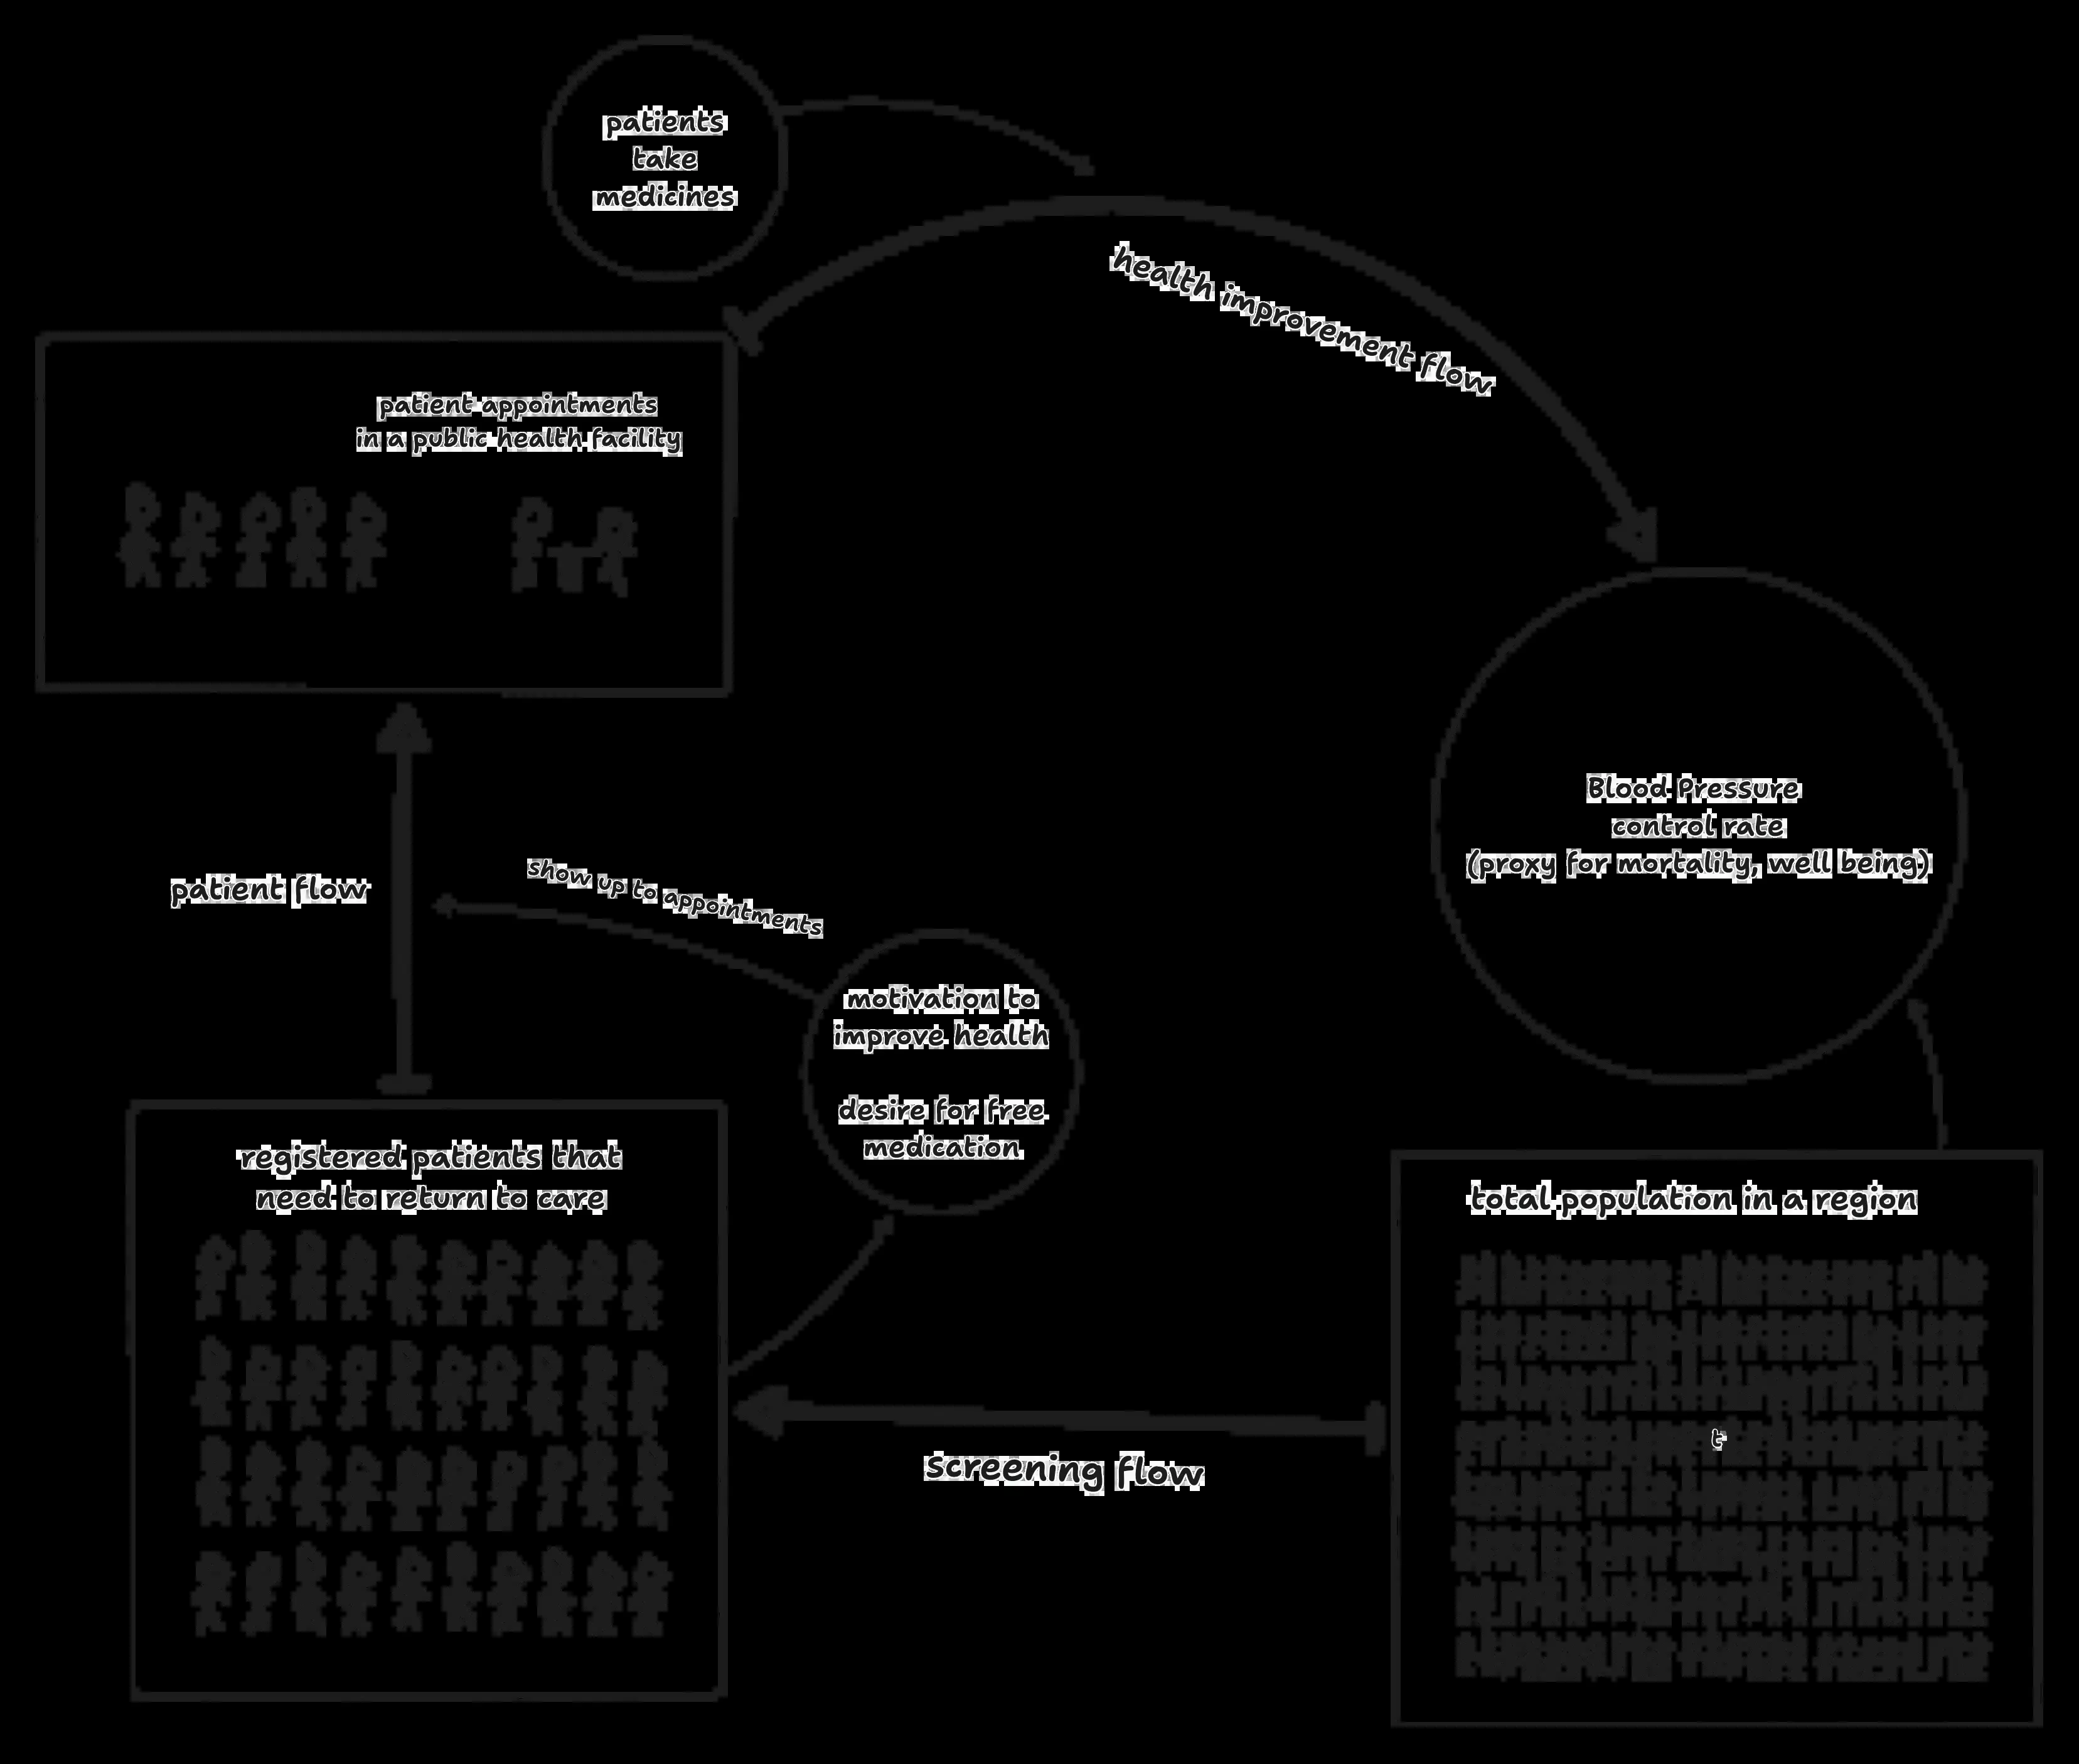 patients
take
medicines
health improvement flow
patient appointments
in a public health facility
Blood Pressure
control rate
(proxy for mortality, well being)
patient flow
show up to appointments
motivation to
improve health
desire for free
medication
registered patients that
need to return to care
total population in a region
t
Screening flow